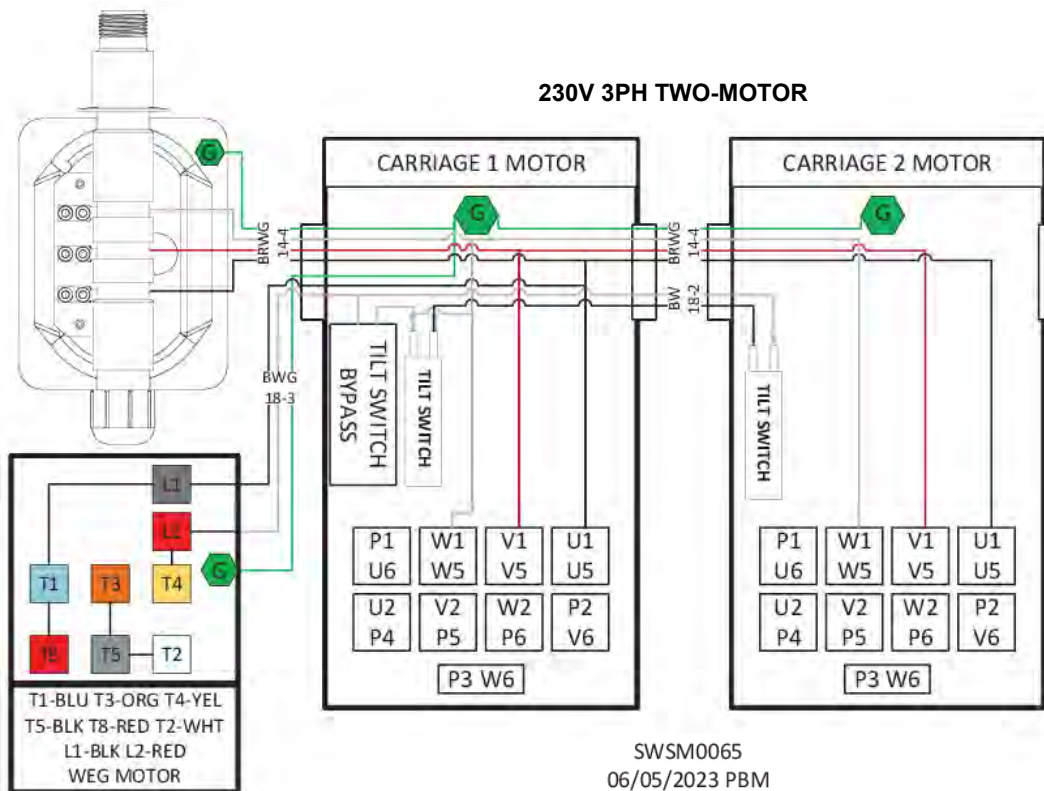 230V 3PH TWO-MOTOR
G
CARRIAGE 1 MOTOR
CARRIAGE 2 MOTOR
G
G
BRWG
14-4
BRWG
14-4
BW
18-2
BWG
18-3
TILT SWITCH
BYPASS
TILT SWITCH
TILT SWITCH
L1
L2
G
T1
T3
T4
T8
T5
T2
T1-BLU T3-ORG T4-YEL
T5-BLK T8-RED T2-WHT
L1-BLK L2-RED
WEG MOTOR
P1 W1 V1 U1
U6 W5 V5 U5
U2 V2 W2 P2
P4 P5 P6 V6
P3 W6
P1 W1 V1 U1
U6 W5 V5 U5
U2 V2 W2 P2
P4 P5 P6 V6
P3 W6
SWSM0065
06/05/2023 PBM